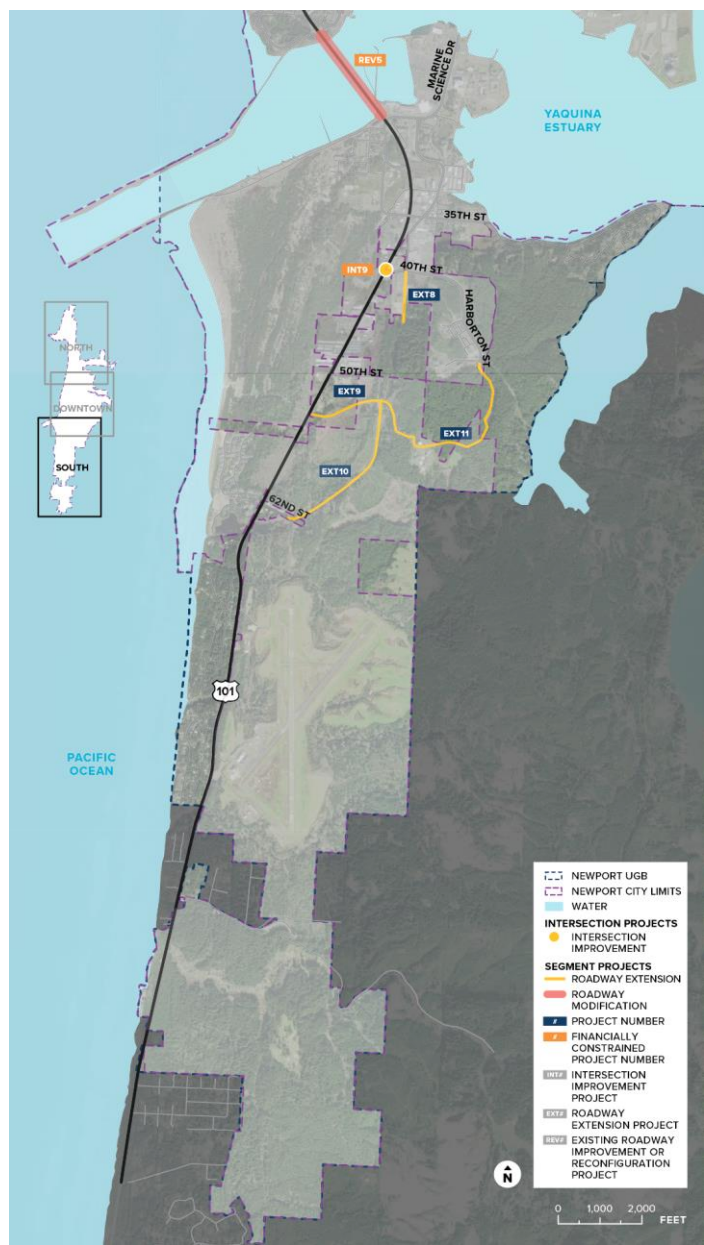 REV5
MARINE
SCIENCE DR
YAQUINA
ESTUARY
35TH ST
INT9
40TH ST
EXT8
HARBORTON ST
NORTH
50TH ST
DOWNTOWN
EXT9
EXT11
SOUTH
EXT10
62ND ST
101
PACIFIC
OCEAN
NEWPORT UGB
NEWPORT CITY LIMITS
WATER
INTERSECTION PROJECTS
INTERSECTION
IMPROVEMENT
SEGMENT PROJECTS
ROADWAY EXTENSION
ROADWAY
MODIFICATION
# PROJECT NUMBER
# FINANCIALLY
CONSTRAINED
PROJECT NUMBER
INT# INTERSECTION
IMPROVEMENT
PROJECT
EXT# ROADWAY
EXTENSION PROJECT
REV# EXISTING ROADWAY
IMPROVEMENT OR
RECONFIGURATION
PROJECT
N
0 1,000 2,000
FEET